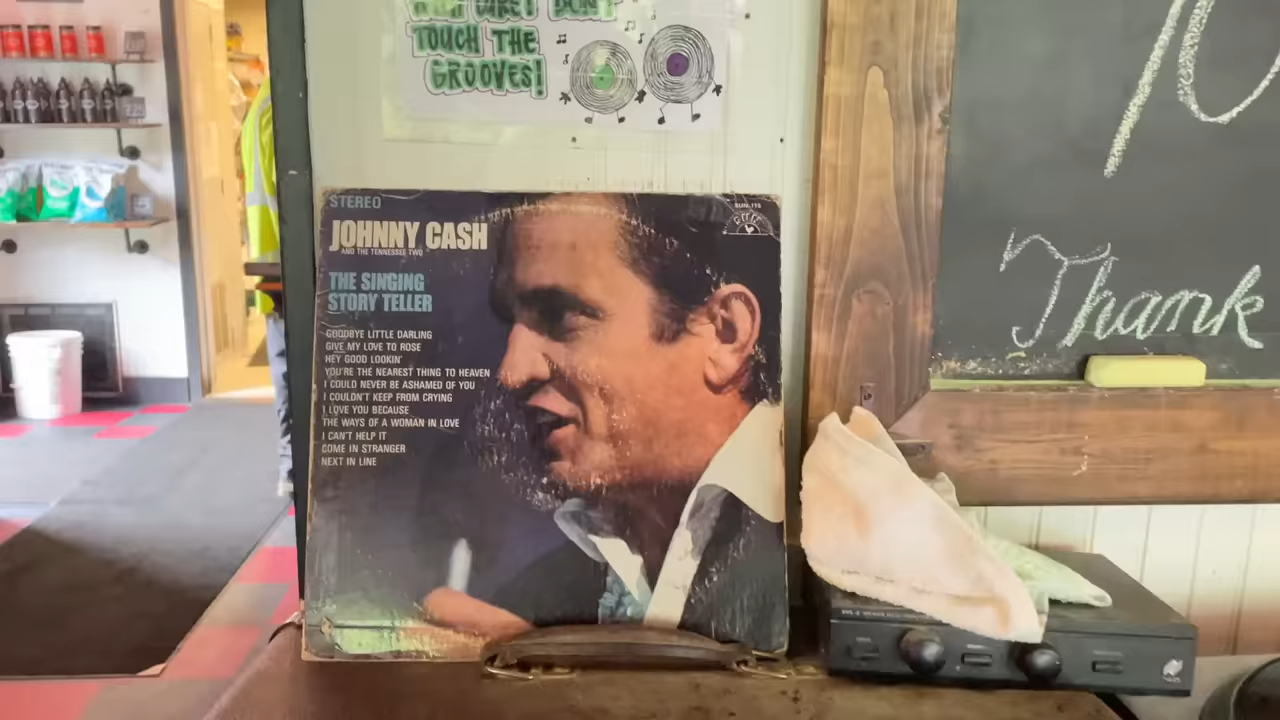 TOUCH THE
GROOVES!
STEREO
SUN-115
JOHNNY CASH
AND THE TENNESSEE TWO
THE SINGING
STORY TELLER
GOODBYE LITTLE DARLING
GIVE MY LOVE TO ROSE
HEY GOOD LOOKIN'
YOU'RE THE NEAREST THING TO HEAVEN
I COULD NEVER BE ASHAMED OF YOU
I COULDN'T KEEP FROM CRYING
I LOVE YOU BECAUSE
THE WAYS OF A WOMAN IN LOVE
I CAN'T HELP IT
COME IN STRANGER
NEXT IN LINE
Thank